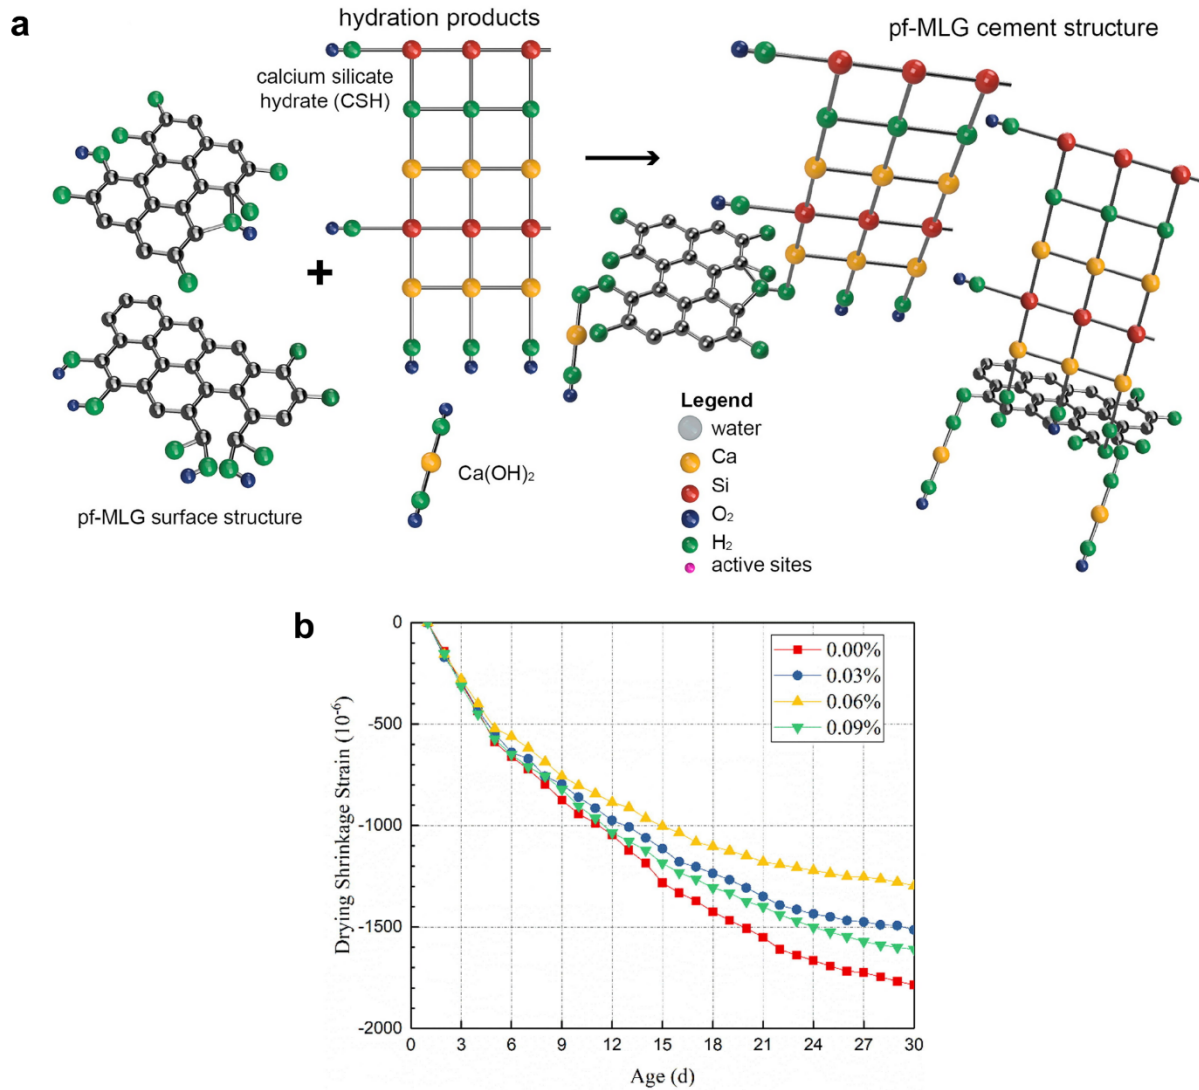 a
hydration products
calcium silicate
hydrate (CSH)
pf-MLG cement structure
+
Ca(OH)₂
pf-MLG surface structure
Legend
water
Ca
Si
O₂
H₂
active sites
b
0.00%
0.03%
0.06%
0.09%
0
-500
-1000
-1500
-2000
Drying Shrinkage Strain (10⁻⁶)
0 3 6 9 12 15 18 21 24 27 30
Age (d)